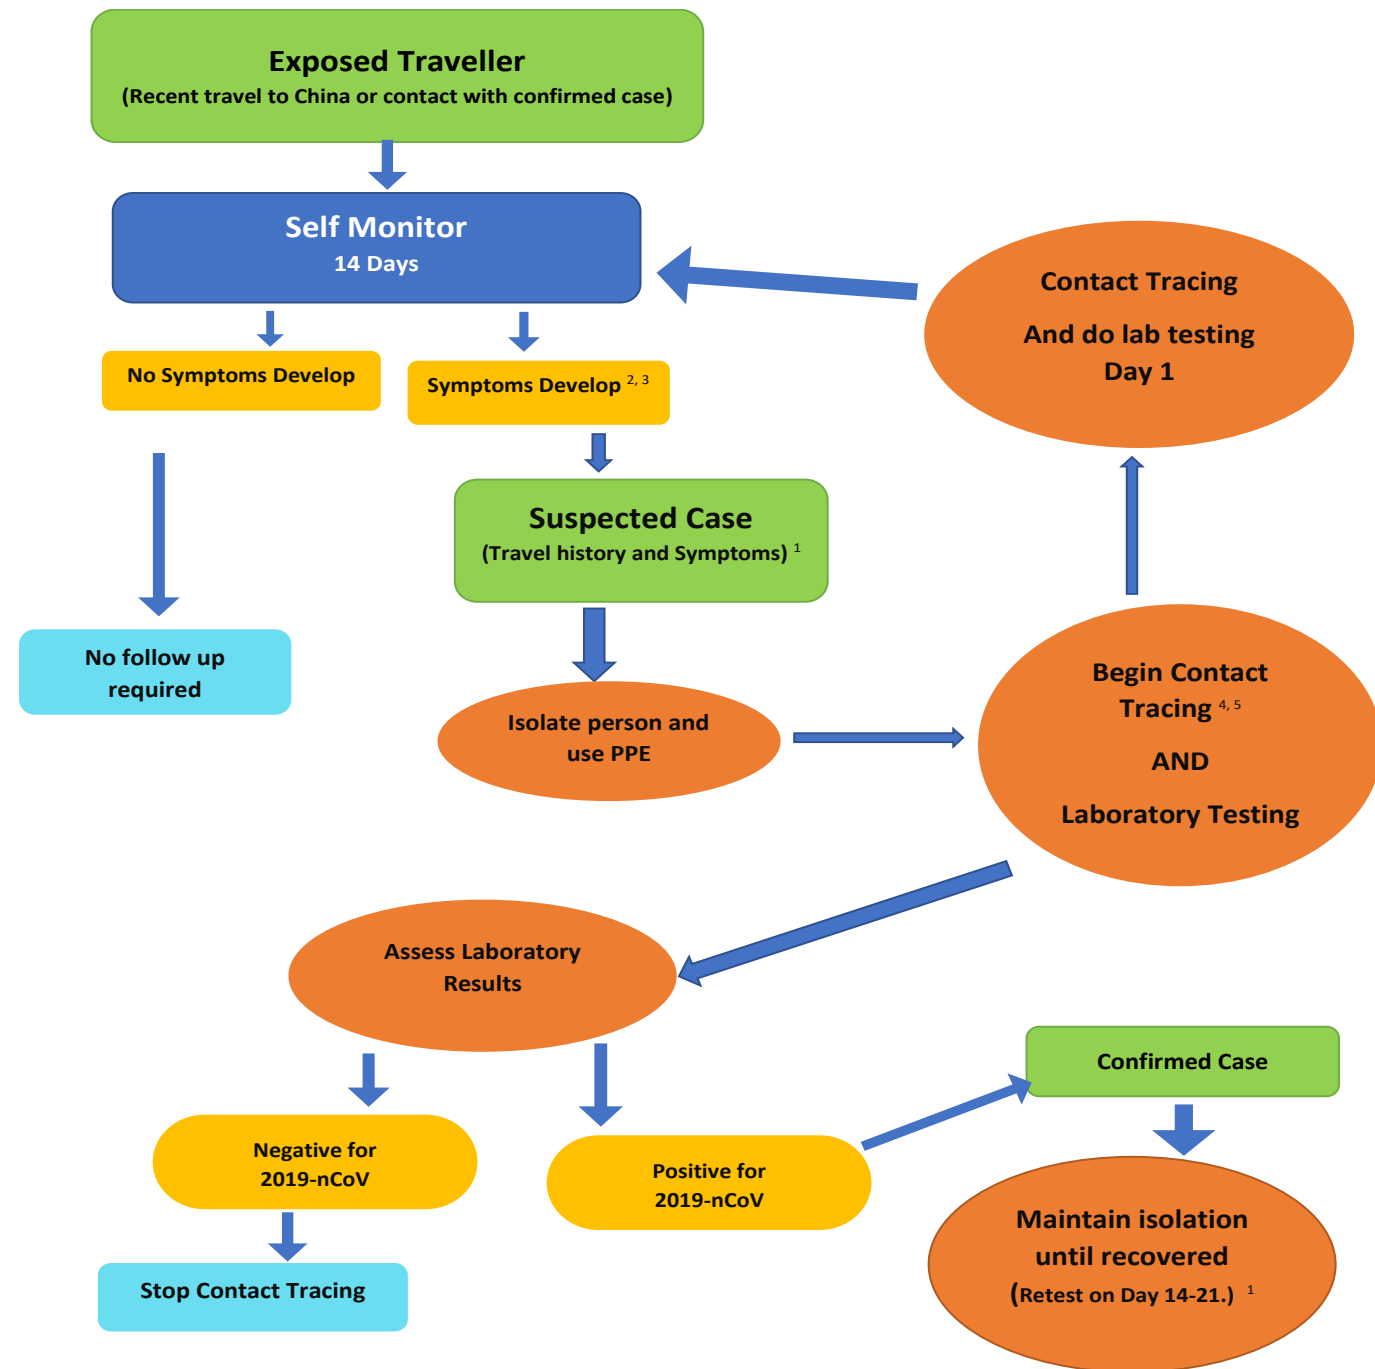 Exposed Traveller
(Recent travel to China or contact with confirmed case)
Self Monitor
14 Days
Contact Tracing
And do lab testing
Day 1
No Symptoms Develop
Symptoms Develop 2, 3
Suspected Case
(Travel history and Symptoms) 1
No follow up
required
Isolate person and
use PPE
Begin Contact
Tracing 4, 5
AND
Laboratory Testing
Assess Laboratory
Results
Confirmed Case
Negative for
2019-nCoV
Positive for
2019-nCoV
Maintain isolation
until recovered
(Retest on Day 14-21.) 1
Stop Contact Tracing